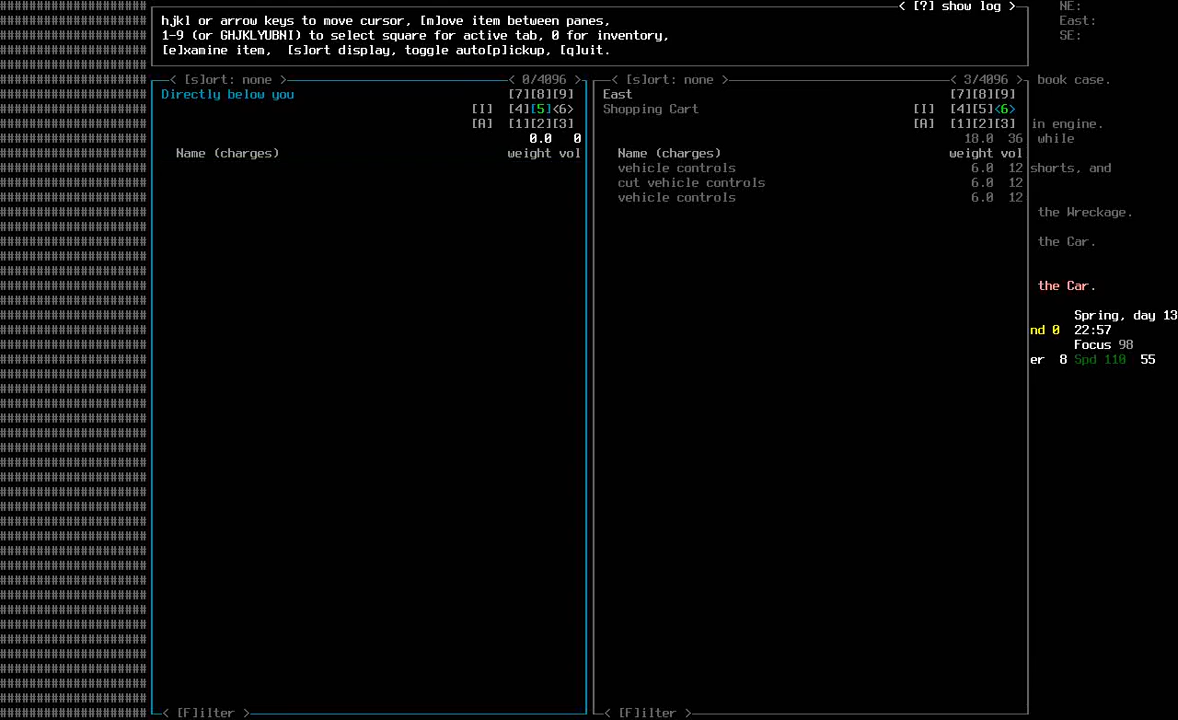 < [?] show log >
hjkl or arrow keys to move cursor, [m]ove item between panes,
1-9 (or GHJKLYUBNI) to select square for active tab, 0 for inventory,
[e]xamine item,  [s]ort display, toggle auto[p]ickup, [q]uit.
NE:
East:
SE:
< [s]ort: none > < 0/4096 >
Directly below you [7][8][9]
[I] [4][5]<6>
[A] [1][2][3]
0.0 0
Name (charges) weight vol
< [F]ilter >
< [s]ort: none > < 3/4096 >
East [7][8][9]
Shopping Cart [I] [4][5]<6>
[A] [1][2][3]
18.0 36
Name (charges) weight vol
vehicle controls 6.0 12
cut vehicle controls 6.0 12
vehicle controls 6.0 12
< [F]ilter >
book case.
in engine.
while
shorts, and
the Wreckage.
the Car.
the Car.
Spring, day 13
nd 0 22:57
Focus 98
er 8 Spd 110 55